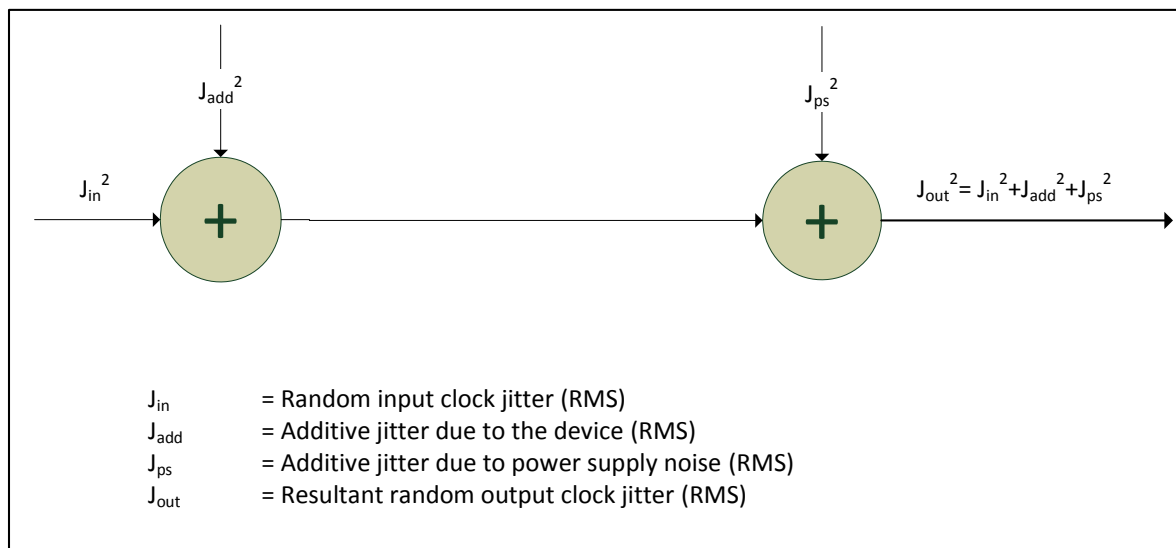 J_add^2
J_ps^2
J_in^2
J_out^2= J_in^2+J_add^2+J_ps^2
+
+
J_in = Random input clock jitter (RMS)
J_add = Additive jitter due to the device (RMS)
J_ps = Additive jitter due to power supply noise (RMS)
J_out = Resultant random output clock jitter (RMS)